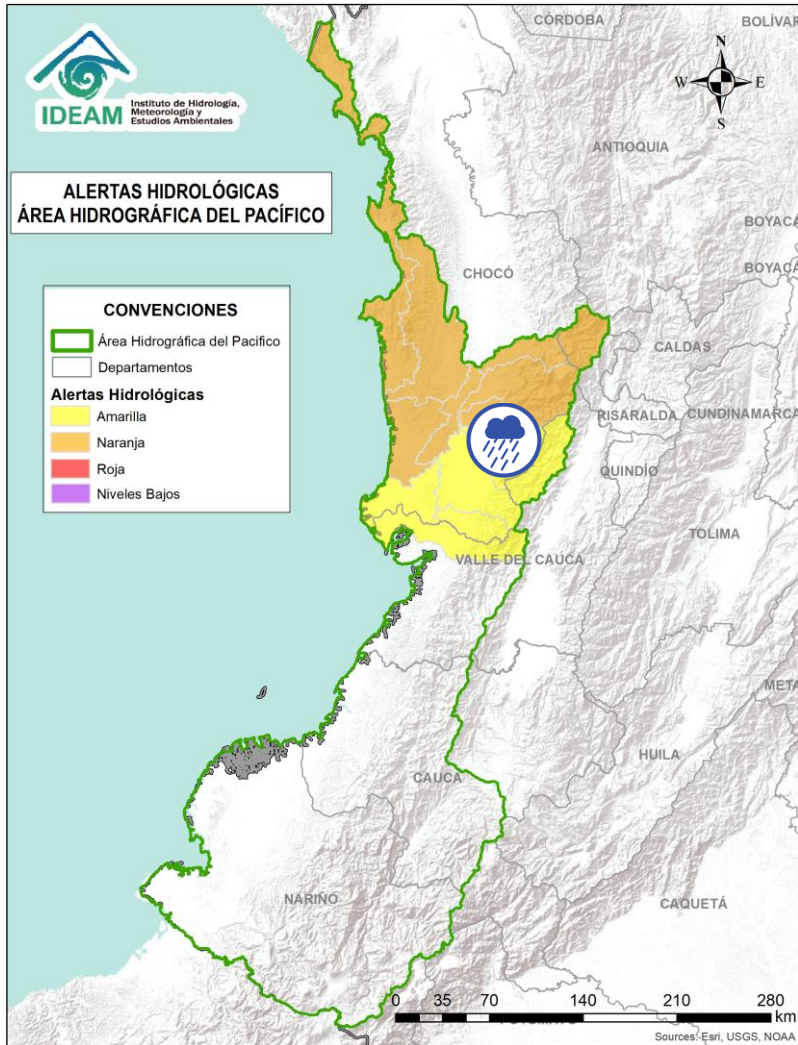 CÓRDOBA
BOLÍVAR
N
W
E
S
IDEAM
Instituto de Hidrología,
Meteorología y
Estudios Ambientales
ANTIOQUIA
ALERTAS HIDROLÓGICAS
ÁREA HIDROGRÁFICA DEL PACÍFICO
BOYACÁ
BOYACÁ
CHOCÓ
CONVENCIONES
Área Hidrográfica del Pacifico
Departamentos
Alertas Hidrológicas
Amarilla
Naranja
Roja
Niveles Bajos
CALDAS
RISARALDA
CUNDINAMARCA
QUINDÍO
TOLIMA
VALLE DEL CAUCA
META
HUILA
CAUCA
NARIÑO
CAQUETÁ
0 35 70 140 210 280
km
Sources: Esri, USGS, NOAA